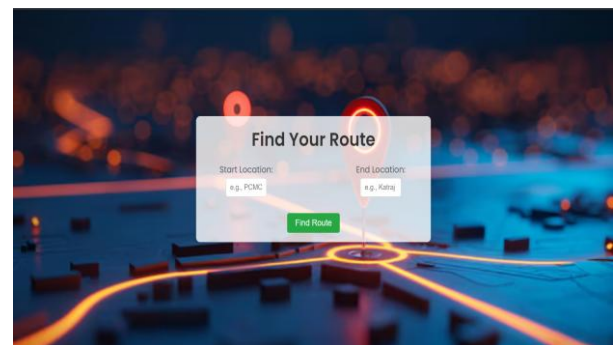 Find Your Route
Start Location:
End Location:
e.g., PCMC
e.g., Katraj
Find Route